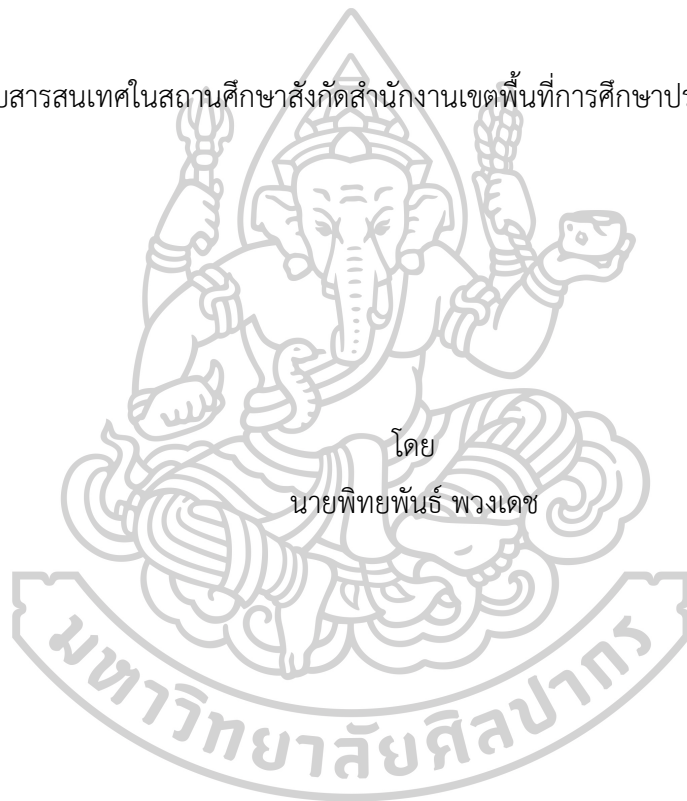 บสารสนเทศในสถานศึกษาสังกัดสำนักงานเขตพื้นที่การศึกษาปร
โดย
นายพิทยพันธ์ พวงเดช
มหาวิทยาลัยศิลปากร